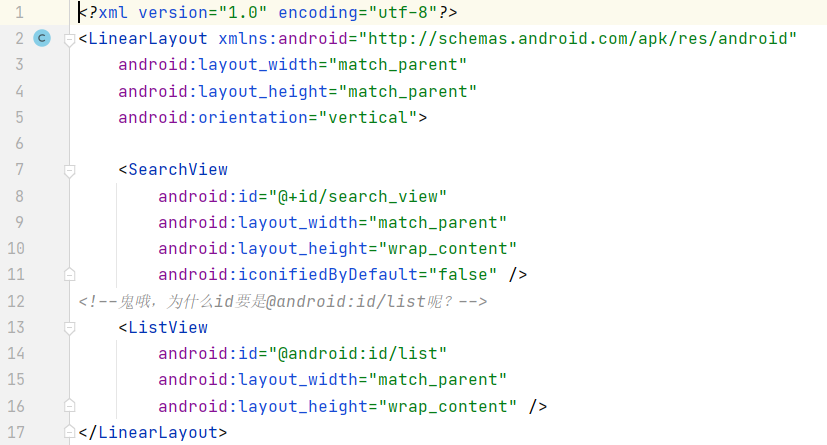 1 <?xml version="1.0" encoding="utf-8"?>
2 C <LinearLayout xmlns:android="http://schemas.android.com/apk/res/android"
3 android:layout_width="match_parent"
4 android:layout_height="match_parent"
5 android:orientation="vertical">
6
7 <SearchView
8 android:id="@+id/search_view"
9 android:layout_width="match_parent"
10 android:layout_height="wrap_content"
11 android:iconifiedByDefault="false" />
12 <!--鬼哦，为什么id要是@android:id/list呢？-->
13 <ListView
14 android:id="@android:id/list"
15 android:layout_width="match_parent"
16 android:layout_height="wrap_content" />
17 </LinearLayout>